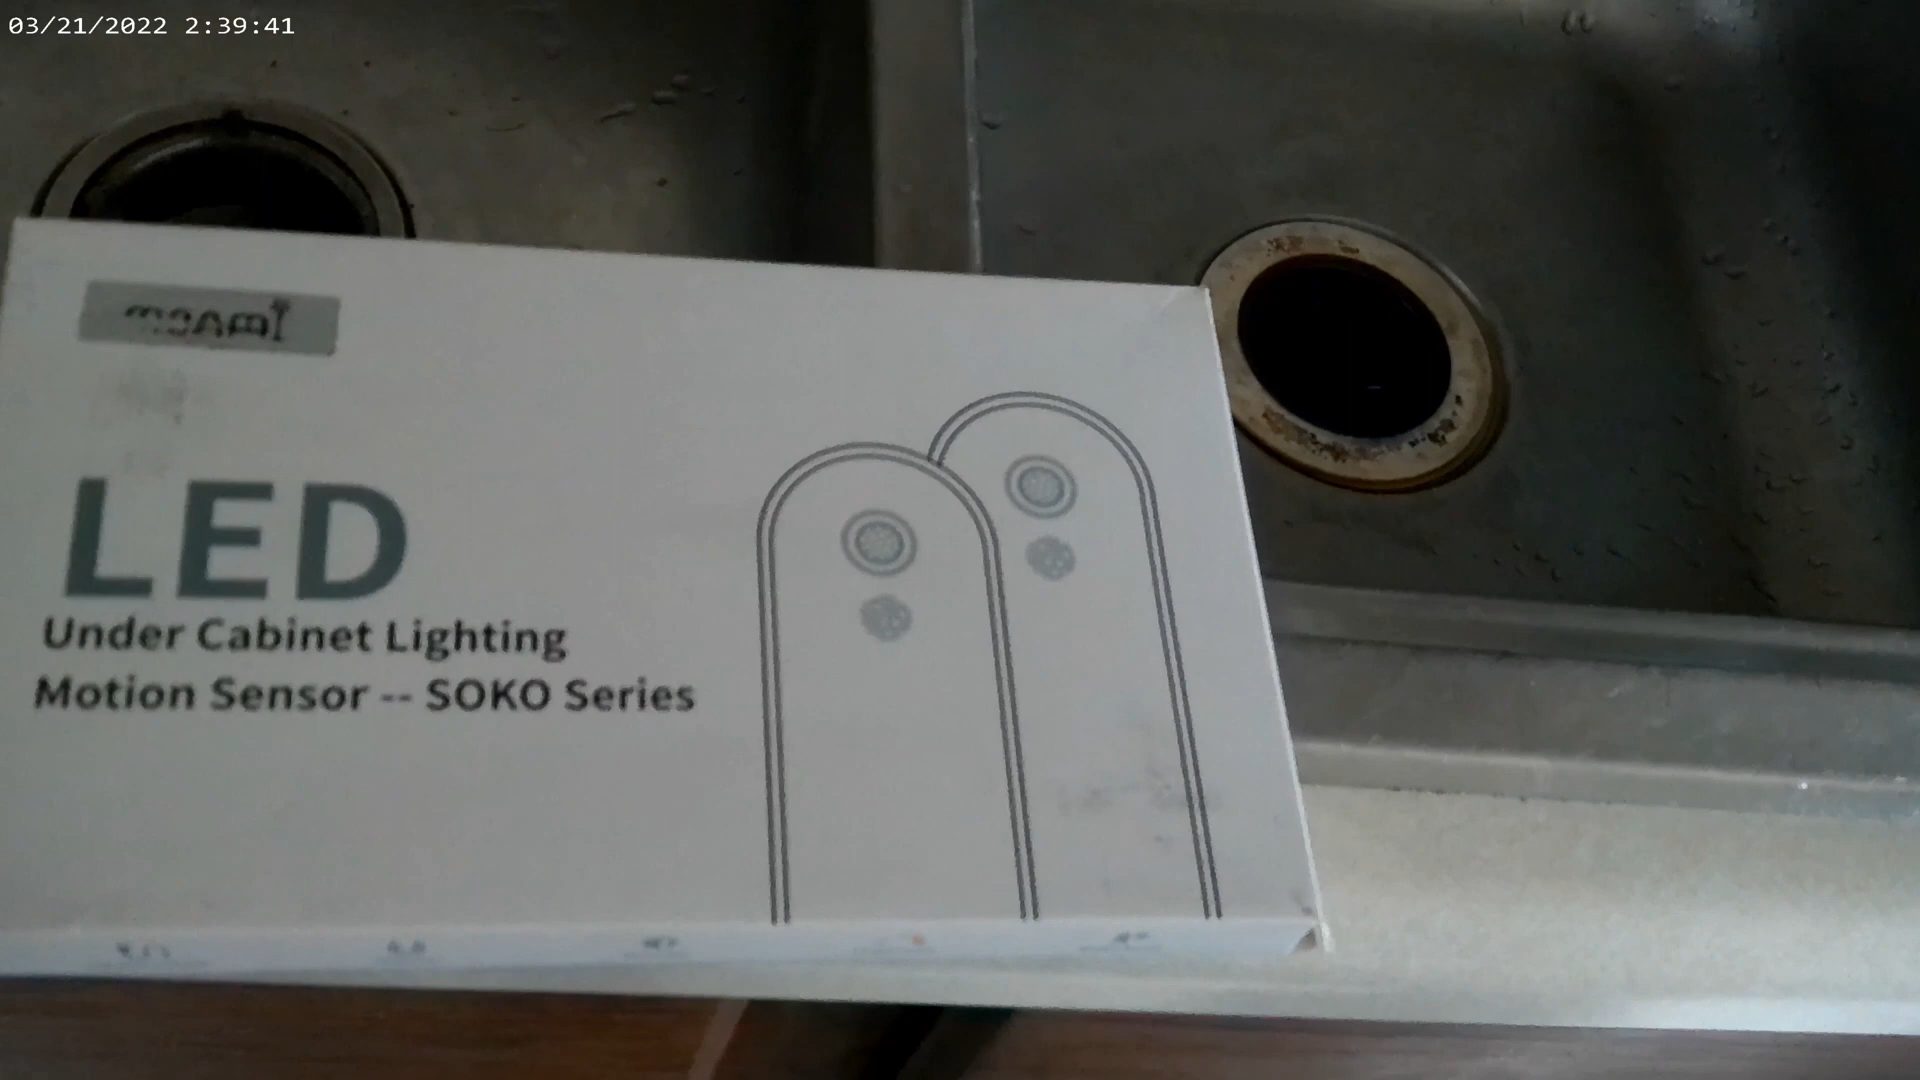 03/21/2022 2:39:41
LED
Under Cabinet Lighting
Motion Sensor -- SOKO Series